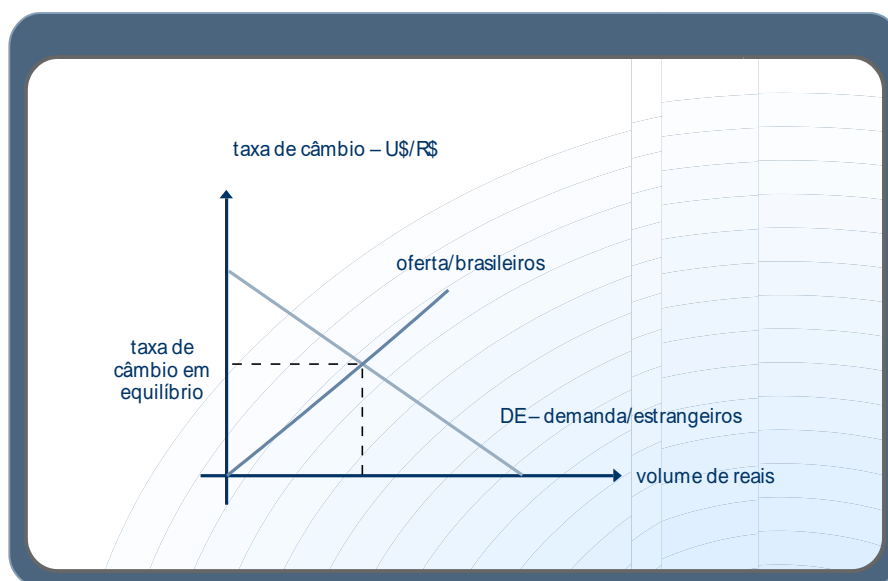 taxa de câmbio – U$/R$
oferta/brasileiros
taxa de
câmbio em
equilíbrio
DE– demanda/estrangeiros
volume de reais